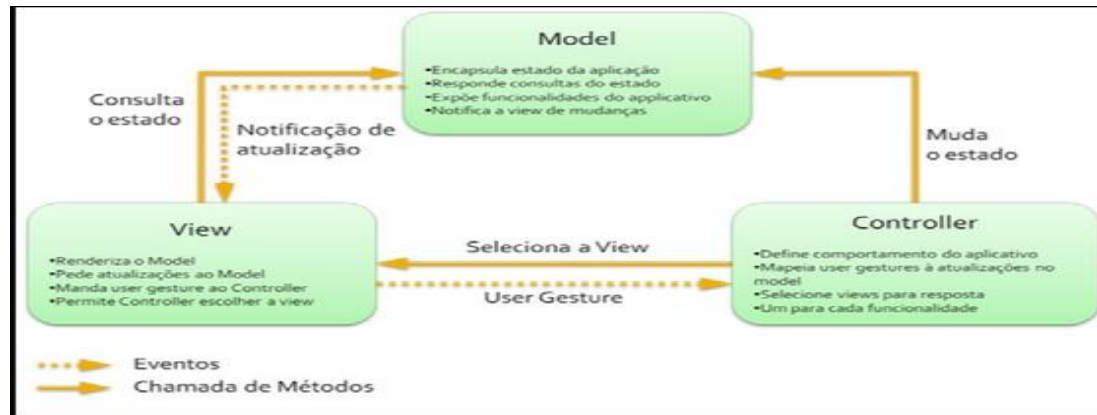 Model
•Encapsula estado da aplicação
•Responde consultas do estado
•Expõe funcionalidades do applicativo
•Notifica a view de mudanças
Consulta
o estado
Notificação de
atualização
Muda
o estado
View
•Renderiza o Model
•Pede atualizações ao Model
•Manda user gesture ao Controller
•Permite Controller escolher a view
Seleciona a View
User Gesture
Controller
•Define comportamento do aplicativo
•Mapeia user gestures à atualizações no
model
•Selecione views para resposta
•Um para cada funcionalidade
Eventos
Chamada de Métodos